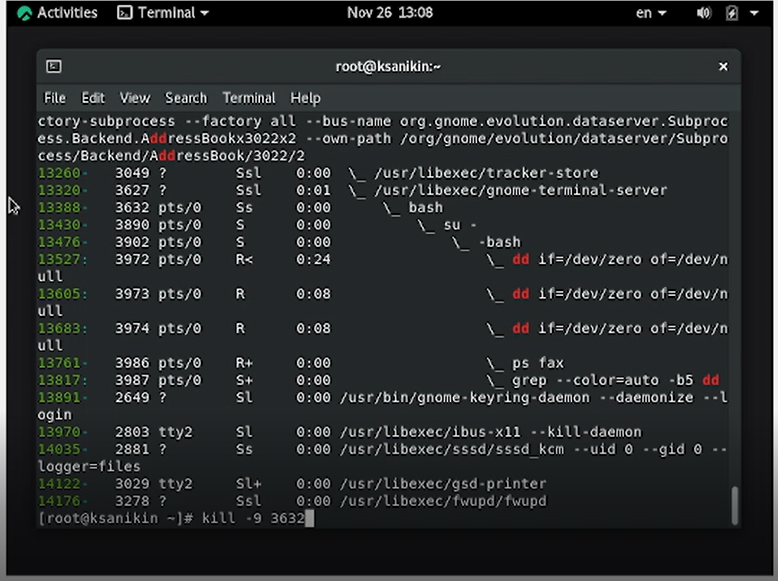 Activities Terminal Nov 26 13:08 en
root@ksanikin:~
File Edit View Search Terminal Help
ctory-subprocess --factory all --bus-name org.gnome.evolution.dataserver.Subproc
ess.Backend.AddressBookx3022x2 --own-path /org/gnome/evolution/dataserver/Subpro
cess/Backend/AddressBook/3022/2
13260-   3049 ?        Ssl    0:00  \_ /usr/libexec/tracker-store
13320-   3627 ?        Ssl    0:01  \_ /usr/libexec/gnome-terminal-server
13388-   3632 pts/0    Ss     0:00      \_ bash
13430-   3890 pts/0    S      0:00          \_ su -
13476-   3902 pts/0    S      0:00              \_ -bash
13527:   3972 pts/0    R<     0:24                  \_ dd if=/dev/zero of=/dev/n
ull
13605:   3973 pts/0    R      0:08                  \_ dd if=/dev/zero of=/dev/n
ull
13683:   3974 pts/0    R      0:08                  \_ dd if=/dev/zero of=/dev/n
ull
13761-   3986 pts/0    R+     0:00                  \_ ps fax
13817:   3987 pts/0    S+     0:00                  \_ grep --color=auto -b5 dd
13891-   2649 ?        Sl     0:00 /usr/bin/gnome-keyring-daemon --daemonize --l
ogin
13970-   2803 tty2     Sl     0:00 /usr/libexec/ibus-x11 --kill-daemon
14035-   2881 ?        Ss     0:00 /usr/libexec/sssd/sssd_kcm --uid 0 --gid 0 --
logger=files
14122-   3029 tty2     Sl+    0:00 /usr/libexec/gsd-printer
14176-   3278 ?        Ssl    0:00 /usr/libexec/fwupd/fwupd
[root@ksanikin ~]# kill -9 3632